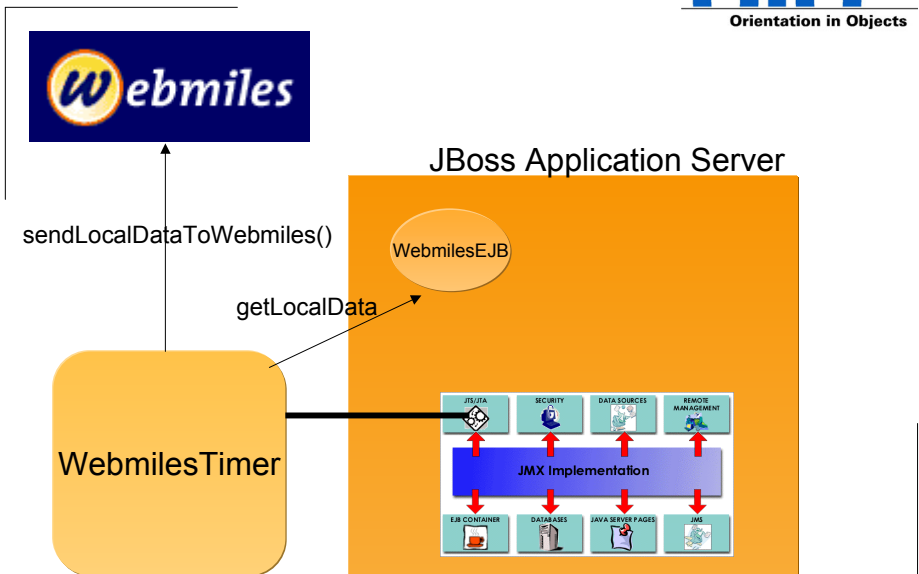 Orientation in Objects
webmiles
JBoss Application Server
sendLocalDataToWebmiles()
WebmilesEJB
getLocalData
WebmilesTimer
JTS/JTA
SECURITY
DATA SOURCES
REMOTE
MANAGEMENT
JMX Implementation
EJB CONTAINER
DATABASES
JAVA SERVER PAGES
JMS